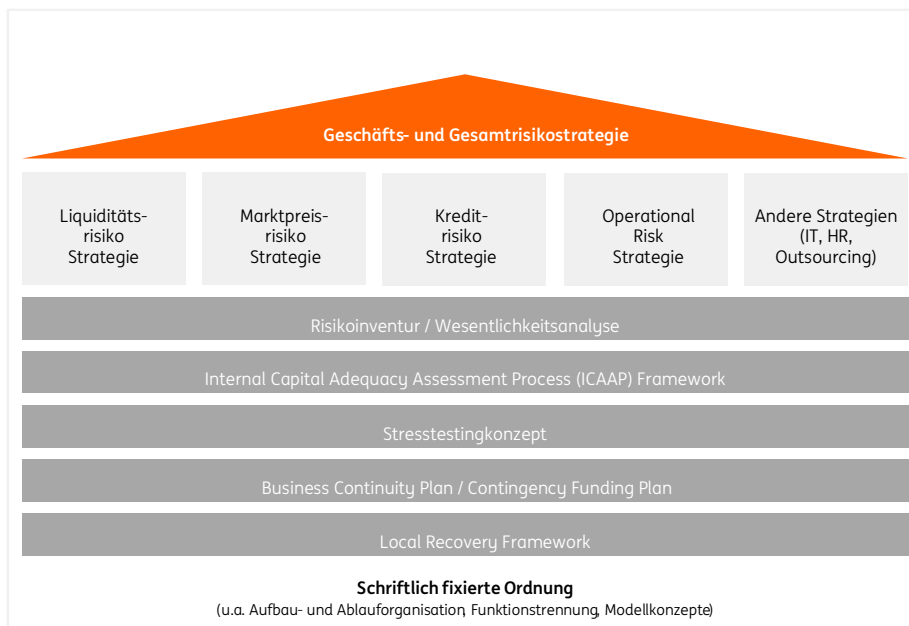 Geschäfts- und Gesamtrisikostrategie
Liquiditäts-
risiko
Strategie
Marktpreis-
risiko
Strategie
Kredit-
risiko
Strategie
Operational
Risk
Strategie
Andere Strategien
(IT, HR,
Outsourcing)
Risikoinventur / Wesentlichkeitsanalyse
Internal Capital Adequacy Assessment Process (ICAAP) Framework
Stresstestingkonzept
Business Continuity Plan / Contingency Funding Plan
Local Recovery Framework
Schriftlich fixierte Ordnung
(u.a. Aufbau- und Ablauforganisation, Funktionstrennung, Modellkonzepte)